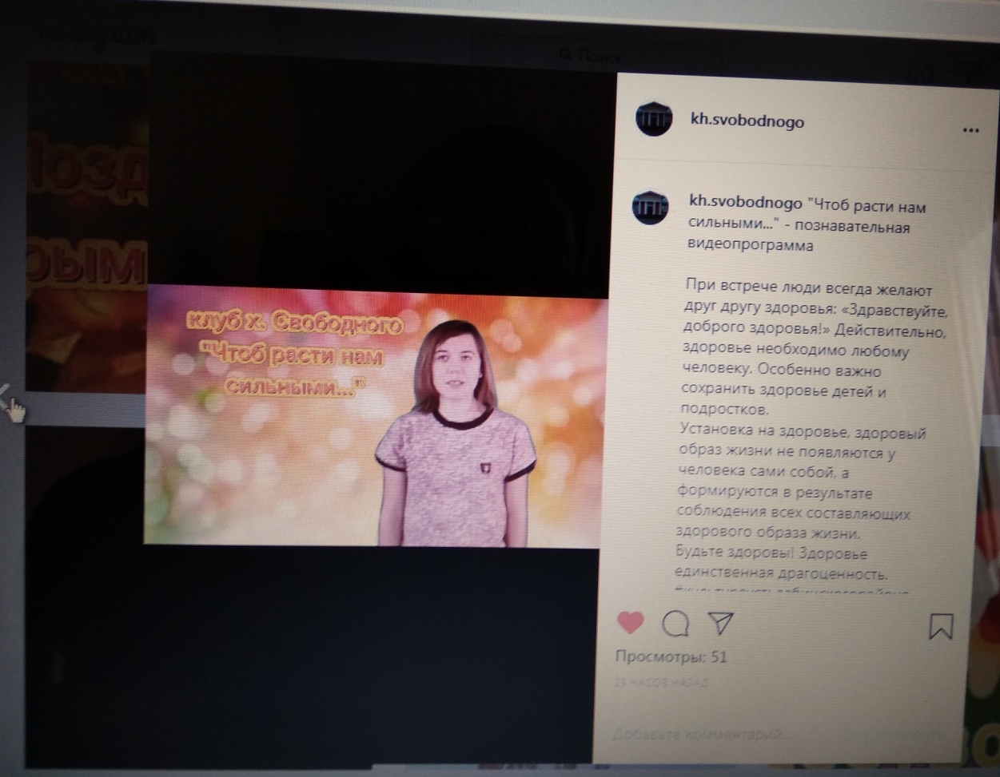 Поиск
Позд
рым
клуб х. Свободного
"Чтоб расти нам
сильными..."
kh.svobodnogo
kh.svobodnogo "Чтоб расти нам
сильными..." - познавательная
видеопрограмма
При встрече люди всегда желают
друг другу здоровья: «Здравствуйте,
доброго здоровья!» Действительно,
здоровье необходимо любому
человеку. Особенно важно
сохранить здоровье детей и
подростков.
Установка на здоровье, здоровый
образ жизни не появляются у
человека сами собой, а
формируются в результате
соблюдения всех составляющих
здорового образа жизни.
Будьте здоровы! Здоровье
единственная драгоценность.
Просмотры: 51
23 ЧАСОВ НАЗАД
Добавьте комментарий...